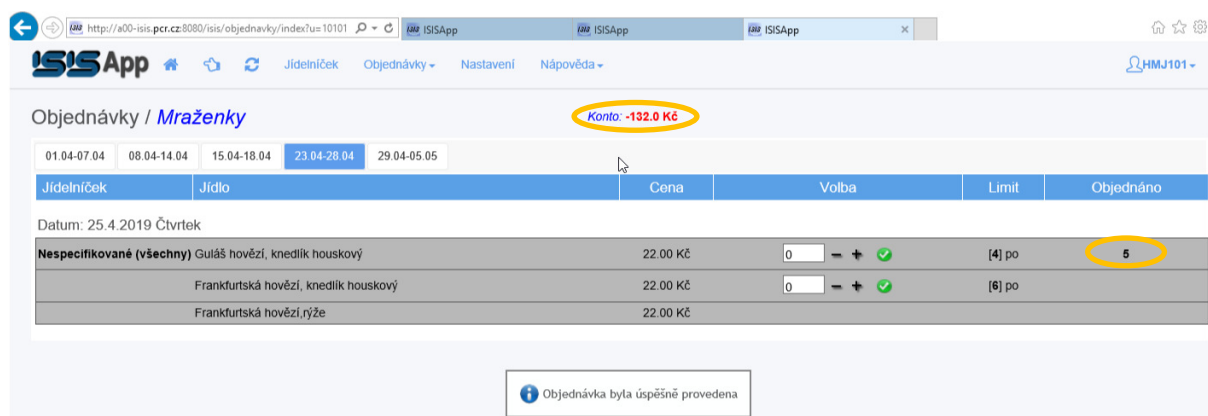 http://a00-isis.pcr.cz:8080/isis/objednavky/index?u=10101 ISISApp ISISApp ISISApp
ISISApp Jídelníček Objednávky Nastavení Nápověda HMJ101
Objednávky / Mraženky Konto: -132.0 Kč
01.04-07.04 08.04-14.04 15.04-18.04 23.04-28.04 29.04-05.05
Jídelníček Jídlo Cena Volba Limit Objednáno
Datum: 25.4.2019 Čtvrtek
Nespecifikované (všechny) Guláš hovězí, knedlík houskový 22.00 Kč 0 - + [4] po 5
Frankfurtská hovězí, knedlík houskový 22.00 Kč 0 - + [6] po
Frankfurtská hovězí,rýže 22.00 Kč
Objednávka byla úspěšně provedena